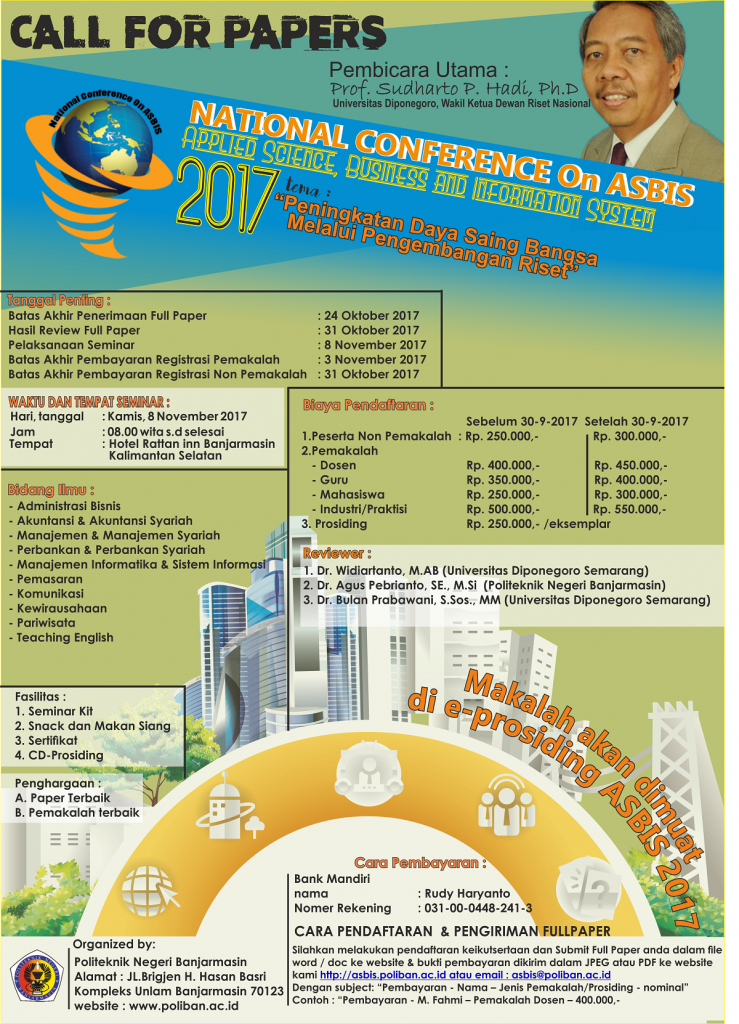 CALL FOR PAPERS
Pembicara Utama :
Prof. Sudharto P. Hadi, Ph.D
Universitas Diponegoro, Wakil Ketua Dewan Riset Nasional
National Conference On ASBIS
NATIONAL CONFERENCE On ASBIS
APPLIED SCIENCE, BUSINESS AND INFORMATION SYSTEM
2017
tema :
“Peningkatan Daya Saing Bangsa
Melalui Pengembangan Riset”
Tanggal Penting :
Batas Akhir Penerimaan Full Paper : 24 Oktober 2017
Hasil Review Full Paper : 31 Oktober 2017
Pelaksanaan Seminar : 8 November 2017
Batas Akhir Pembayaran Registrasi Pemakalah : 3 November 2017
Batas Akhir Pembayaran Registrasi Non Pemakalah : 31 Oktober 2017
WAKTU DAN TEMPAT SEMINAR :
Hari, tanggal : Kamis, 8 November 2017
Jam : 08.00 wita s.d selesai
Tempat : Hotel Rattan inn Banjarmasin
Kalimantan Selatan
Bidang Ilmu :
- Administrasi Bisnis
- Akuntansi & Akuntansi Syariah
- Manajemen & Manajemen Syariah
- Perbankan & Perbankan Syariah
- Manajemen Informatika & Sistem Informasi
- Pemasaran
- Komunikasi
- Kewirausahaan
- Pariwisata
- Teaching English
Biaya Pendaftaran :
Sebelum 30-9-2017 Setelah 30-9-2017
1.Peserta Non Pemakalah : Rp. 250.000,- Rp. 300.000,-
2.Pemakalah
- Dosen Rp. 400.000,- Rp. 450.000,-
- Guru Rp. 350.000,- Rp. 400.000,-
- Mahasiswa Rp. 250.000,- Rp. 300.000,-
- Industri/Praktisi Rp. 500.000,- Rp. 550.000,-
3. Prosiding Rp. 250.000,- /eksemplar
Reviewer :
1. Dr. Widiartanto, M.AB (Universitas Diponegoro Semarang)
2. Dr. Agus Pebrianto, SE., M.Si (Politeknik Negeri Banjarmasin)
3. Dr. Bulan Prabawani, S.Sos., MM (Universitas Diponegoro Semarang)
Fasilitas :
1. Seminar Kit
2. Snack dan Makan Siang
3. Sertifikat
4. CD-Prosiding
Penghargaan :
A. Paper Terbaik
B. Pemakalah terbaik
Makalah akan dimuat
di e-prosiding ASBIS 2017
Cara Pembayaran :
Bank Mandiri
nama : Rudy Haryanto
Nomer Rekening : 031-00-0448-241-3
CARA PENDAFTARAN & PENGIRIMAN FULLPAPER
Silahkan melakukan pendaftaran keikutsertaan dan Submit Full Paper anda dalam file
word / doc ke website & bukti pembayaran dikirim dalam JPEG atau PDF ke website
kami http://asbis.poliban.ac.id atau email : asbis@poliban.ac.id
Dengan subject: “Pembayaran - Nama – Jenis Pemakalah/Prosiding - nominal”
Contoh : “Pembayaran - M. Fahmi – Pemakalah Dosen – 400.000,-
Organized by:
Politeknik Negeri Banjarmasin
Alamat : JL.Brigjen H. Hasan Basri
Kompleks Unlam Banjarmasin 70123
website : www.poliban.ac.id